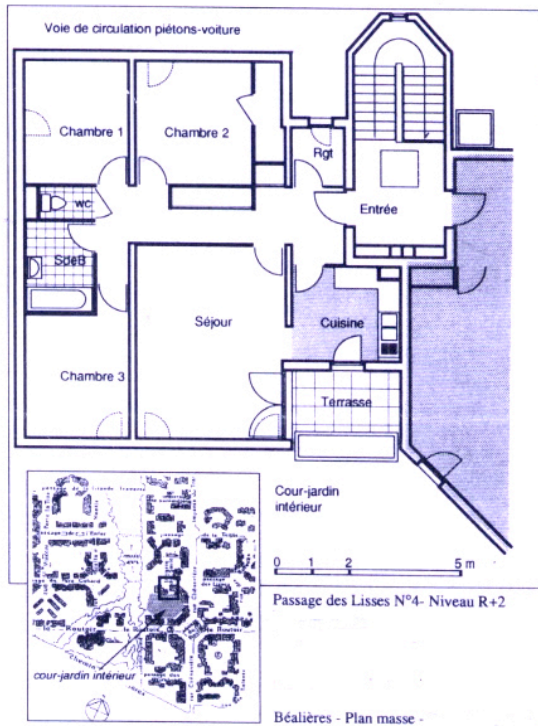 Voie de circulation piétons-voiture
Chambre 1
Chambre 2
Rgt
wc
Entrée
SdeB
Séjour
Cuisine
Chambre 3
Terrasse
Cour-jardin
intérieur
0 1 2 5 m
Passage des Lisses N°4- Niveau R+2
cour-jardin intérieur
Béalières - Plan masse -